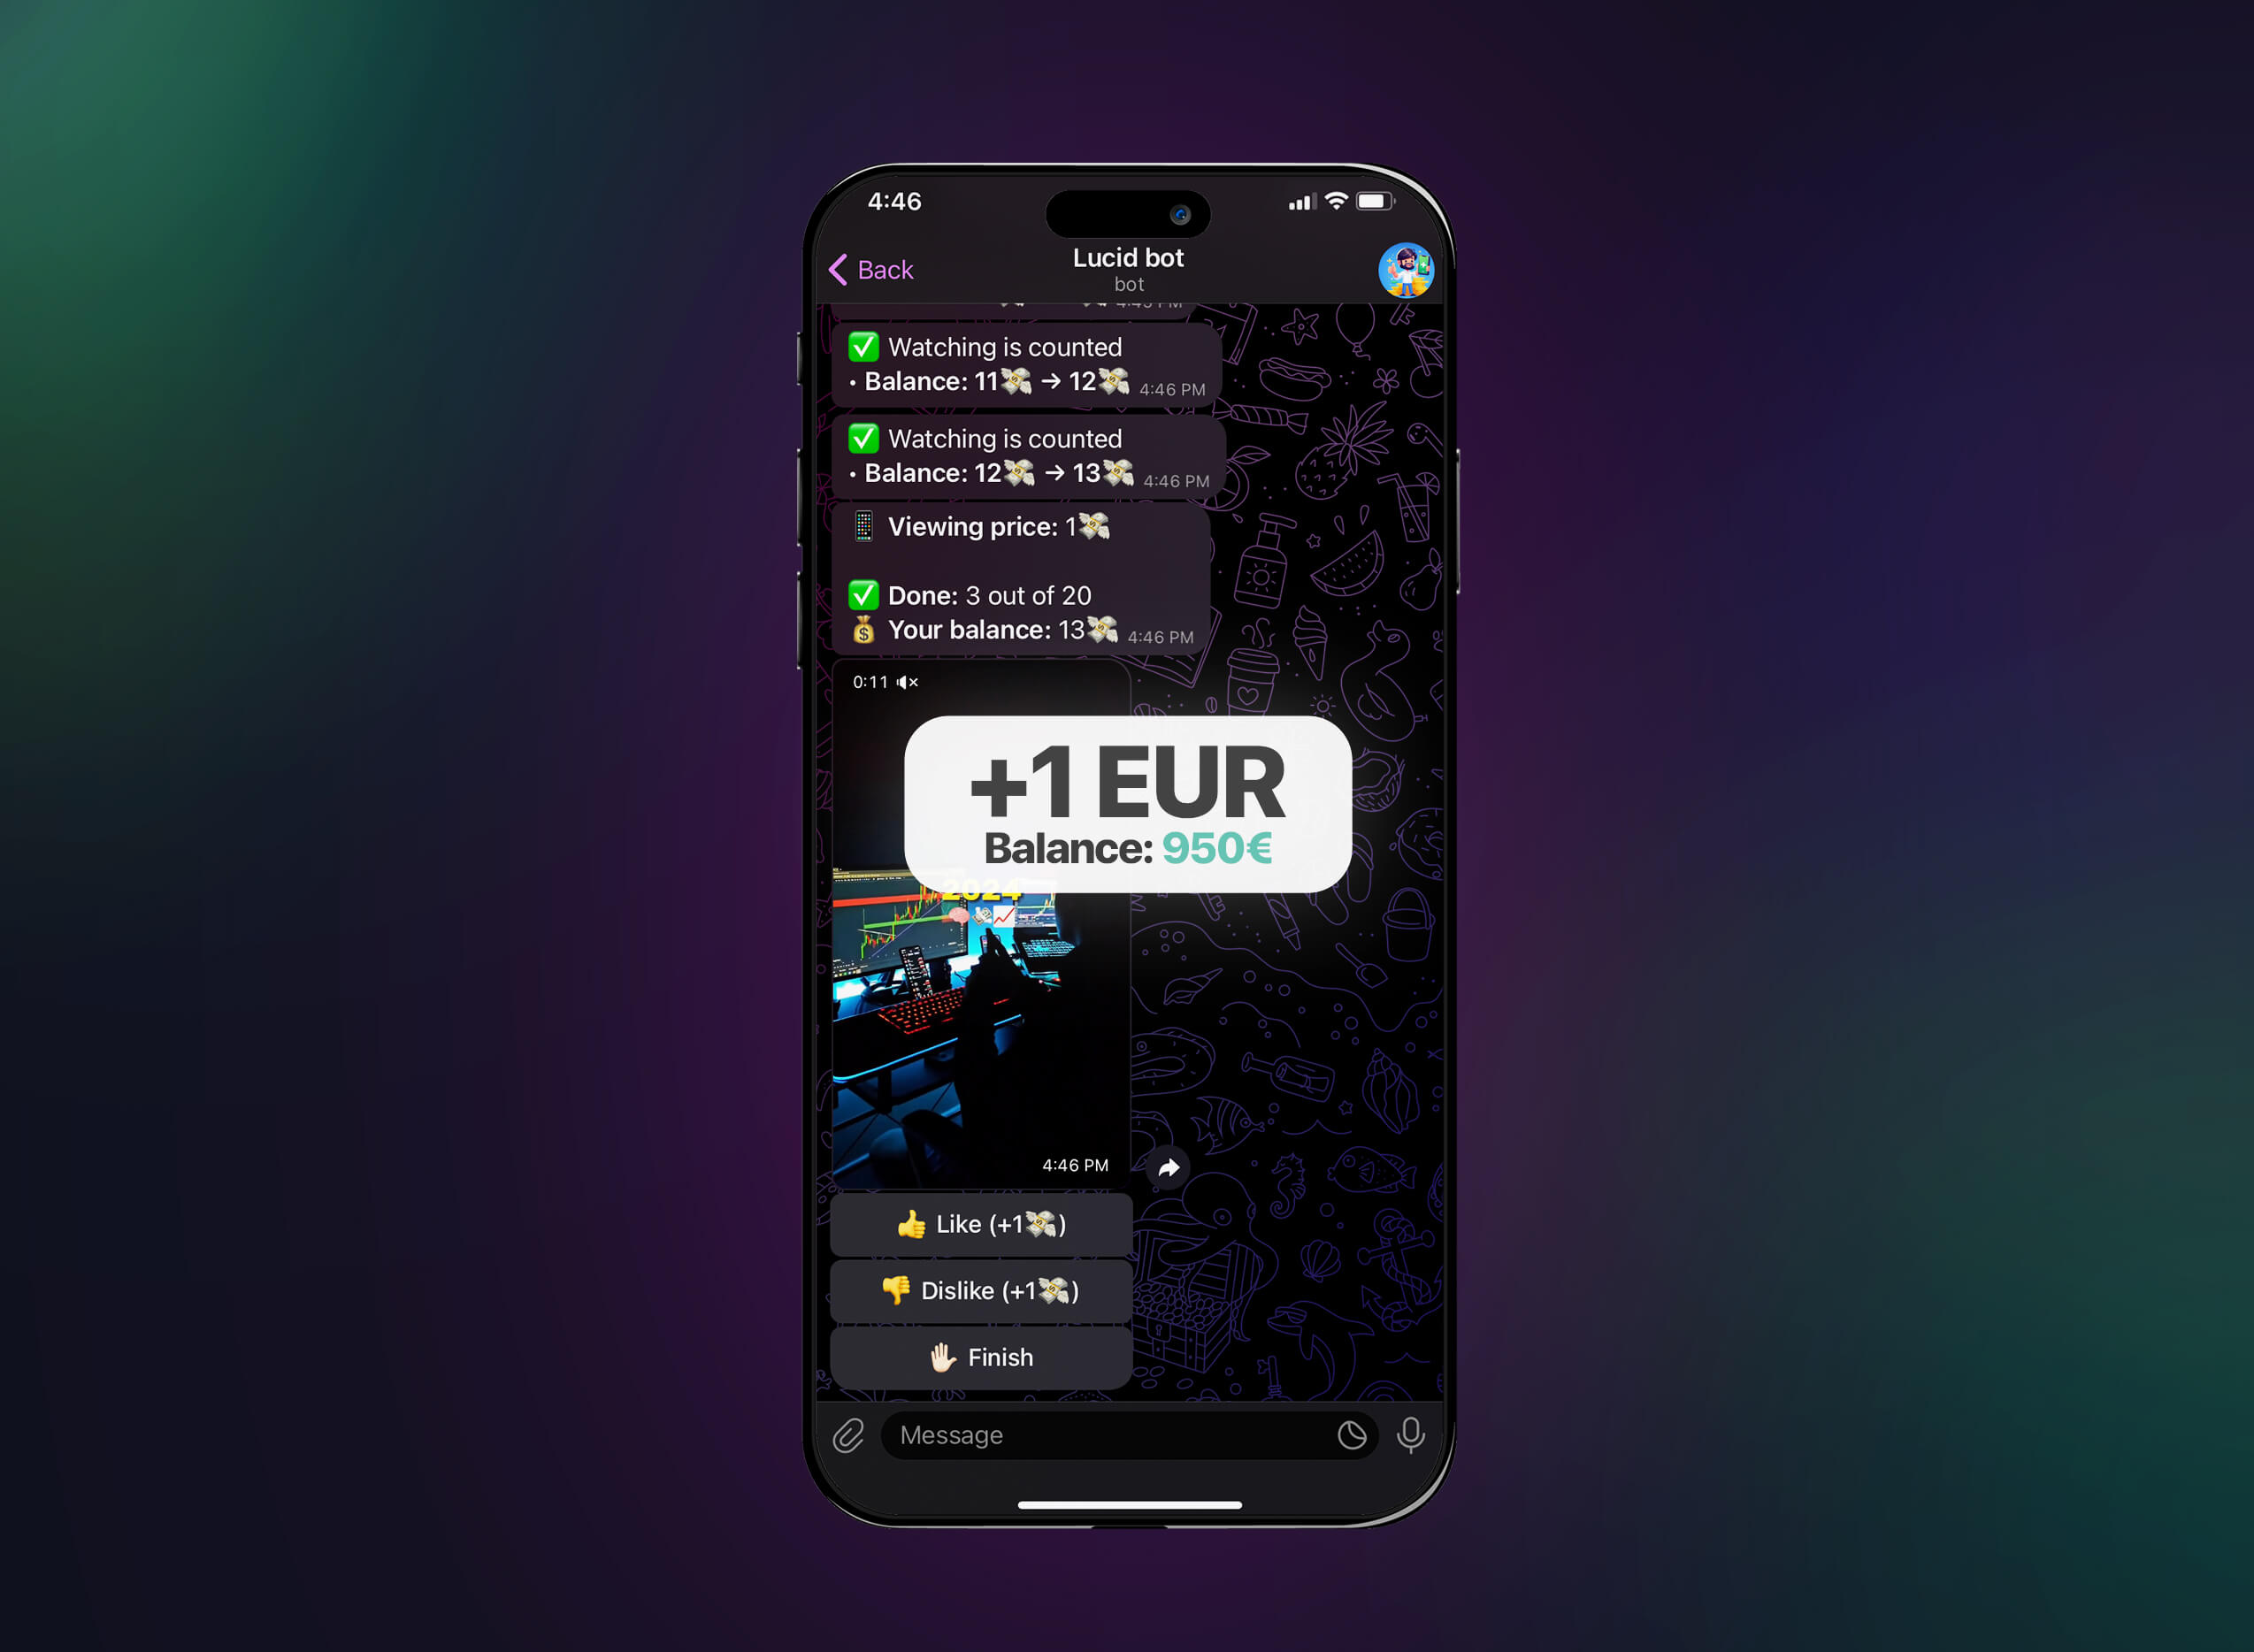 4:46
Back
Lucid bot
bot
✅ Watching is counted
• Balance: 11💸 → 12💸 4:46 PM
✅ Watching is counted
• Balance: 12💸 → 13💸 4:46 PM
📱 Viewing price: 1💸
✅ Done: 3 out of 20
💰 Your balance: 13💸 4:46 PM
0:11
+1 EUR
Balance: 950€
2024
4:46 PM
👍 Like (+1💸)
👎 Dislike (+1💸)
🖐🏻 Finish
Message